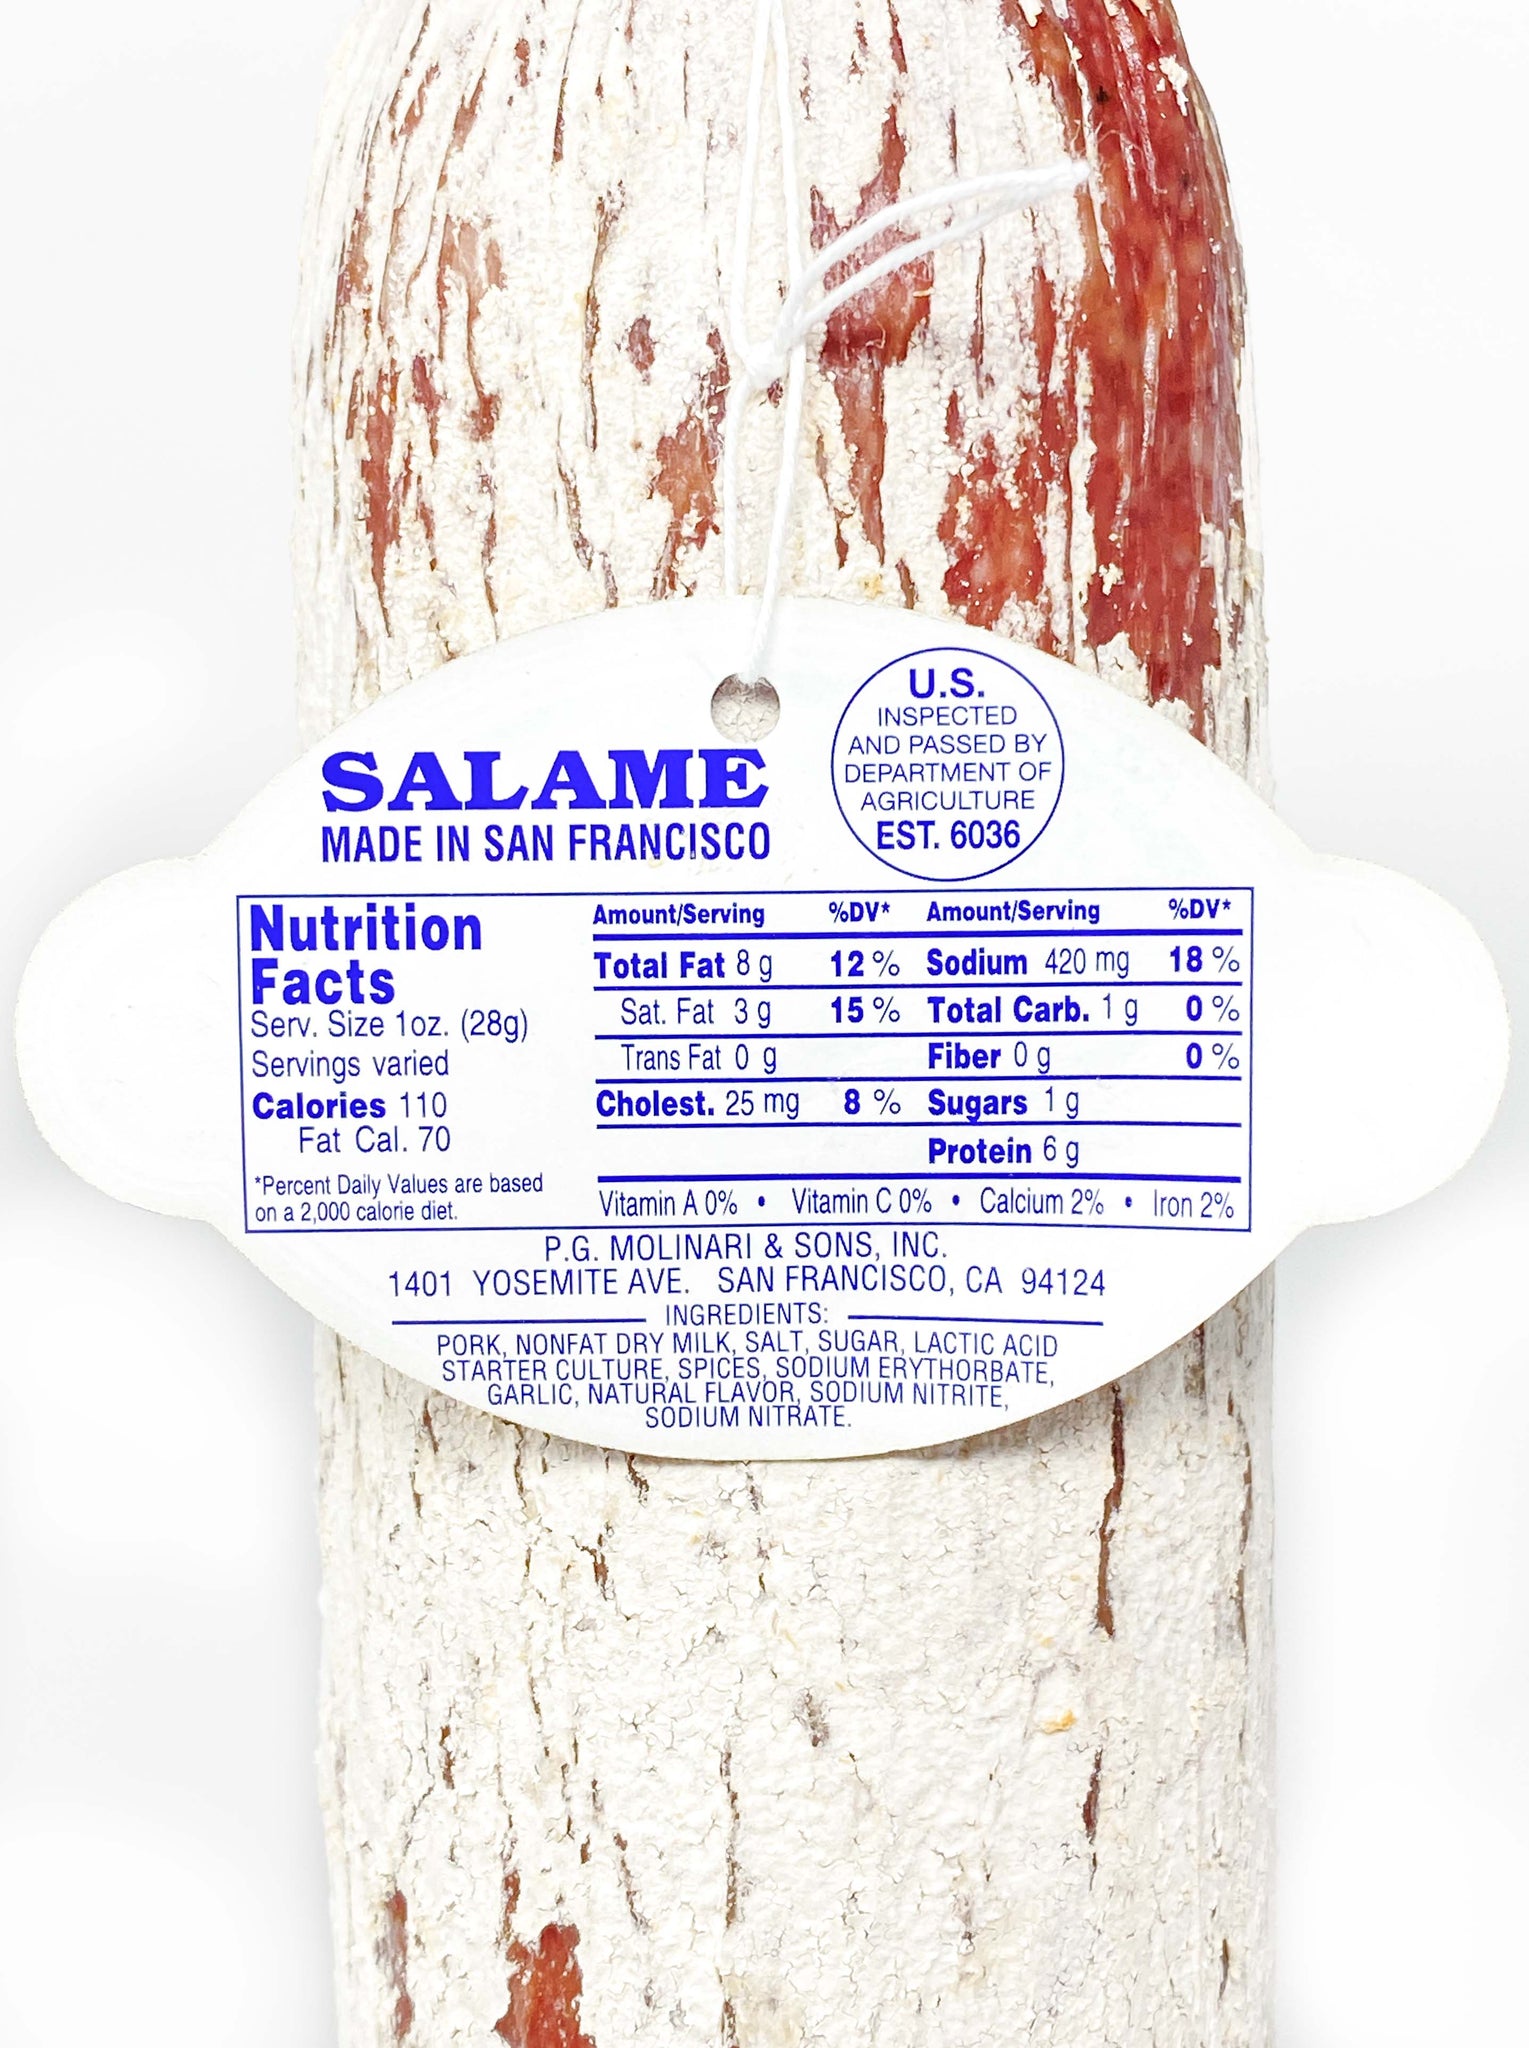 SALAME
MADE IN SAN FRANCISCO
U.S.
INSPECTED
AND PASSED BY
DEPARTMENT OF
AGRICULTURE
EST. 6036
Nutrition
Facts
Serv. Size 1oz. (28g)
Servings varied
Calories 110
Fat Cal. 70
*Percent Daily Values are based
on a 2,000 calorie diet.
Amount/Serving %DV* Amount/Serving %DV*
Total Fat 8 g 12 % Sodium 420 mg 18 %
Sat. Fat 3 g 15 % Total Carb. 1 g 0 %
Trans Fat 0 g Fiber 0 g 0 %
Cholest. 25 mg 8 % Sugars 1 g
Protein 6 g
Vitamin A 0% • Vitamin C 0% • Calcium 2% • Iron 2%
P.G. MOLINARI & SONS, INC.
1401 YOSEMITE AVE. SAN FRANCISCO, CA 94124
INGREDIENTS:
PORK, NONFAT DRY MILK, SALT, SUGAR, LACTIC ACID
STARTER CULTURE, SPICES, SODIUM ERYTHORBATE,
GARLIC, NATURAL FLAVOR, SODIUM NITRITE,
SODIUM NITRATE.